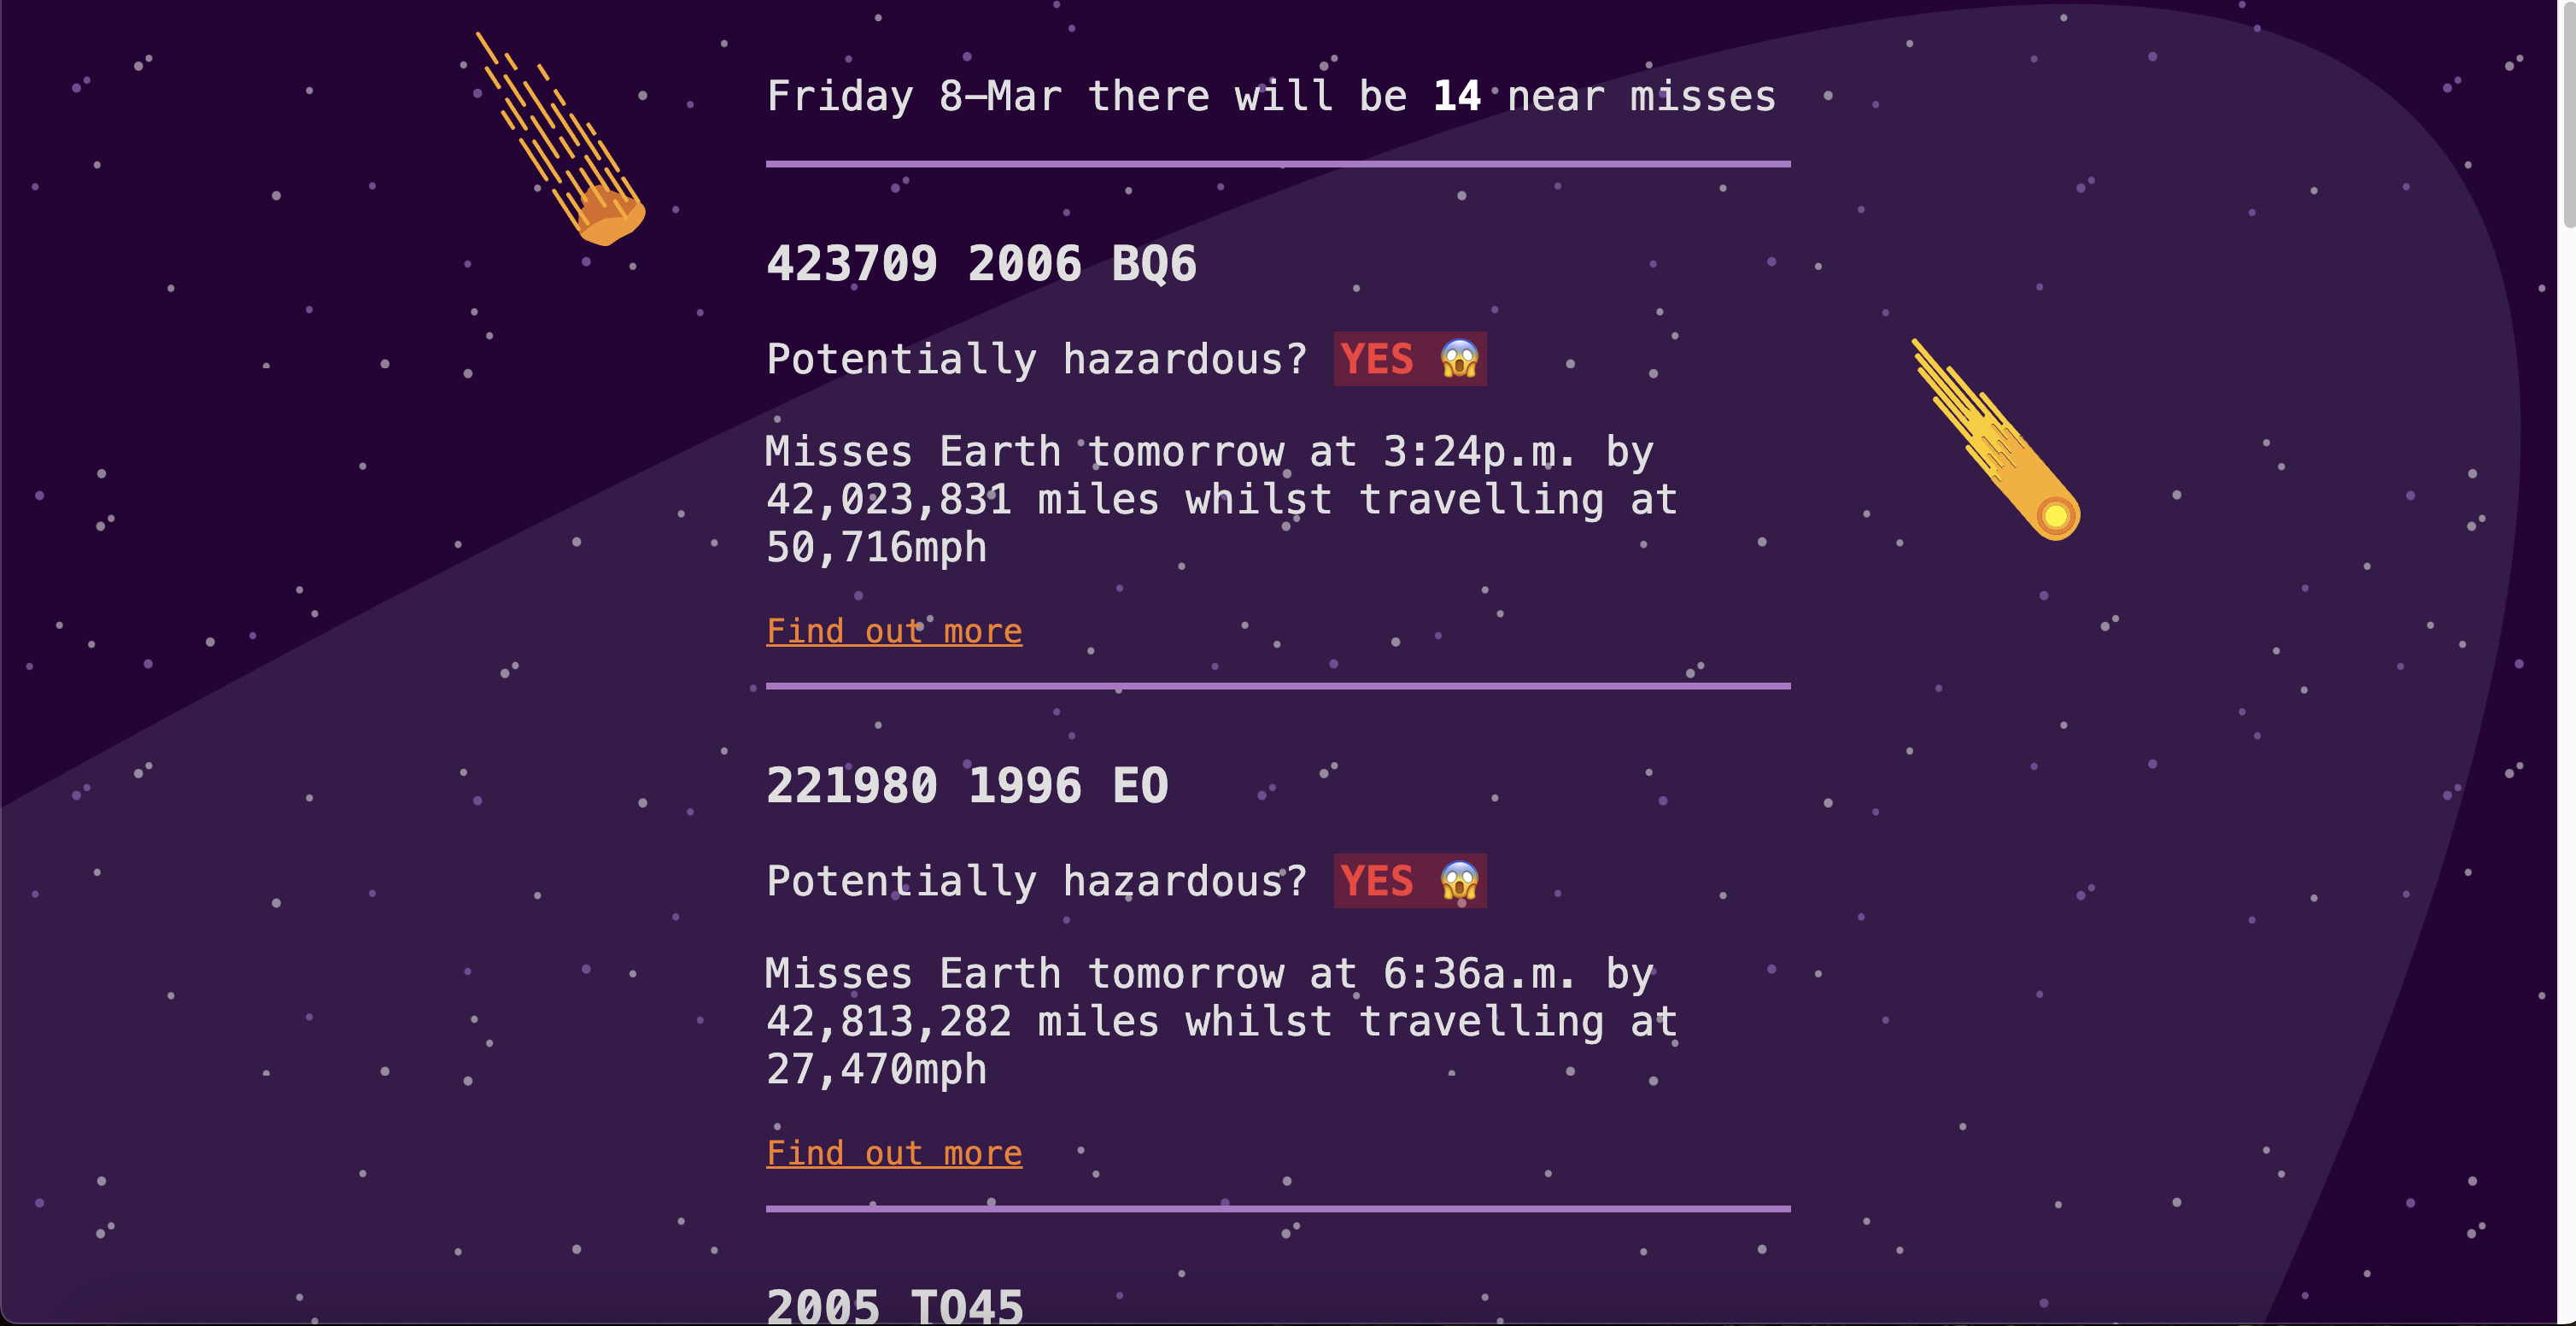 Friday 8–Mar there will be 14 near misses
423709 2006 BQ6
Potentially hazardous? YES 😱
Misses Earth tomorrow at 3:24p.m. by
42,023,831 miles whilst travelling at
50,716mph
Find out more
221980 1996 EO
Potentially hazardous? YES 😱
Misses Earth tomorrow at 6:36a.m. by
42,813,282 miles whilst travelling at
27,470mph
Find out more
2005 TO45